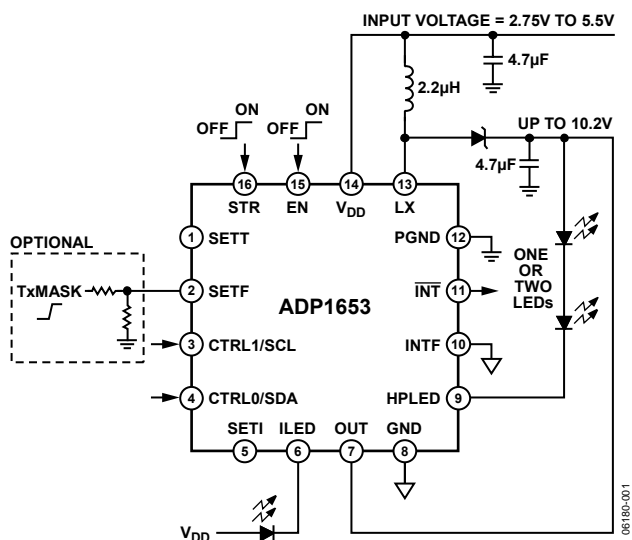 INPUT VOLTAGE = 2.75V TO 5.5V
4.7µF
2.2µH
ON
OFF
ON
OFF
UP TO 10.2V
4.7µF
16
15
14
13
STR
EN
VDD
LX
OPTIONAL
TxMASK
1
SETT
PGND
12
2
SETF
ADP1653
INT
11
ONE
OR
TWO
LEDs
3
CTRL1/SCL
INTF
10
4
CTRL0/SDA
HPLED
9
SETI
ILED
OUT
GND
5
6
7
8
VDD
06180-001